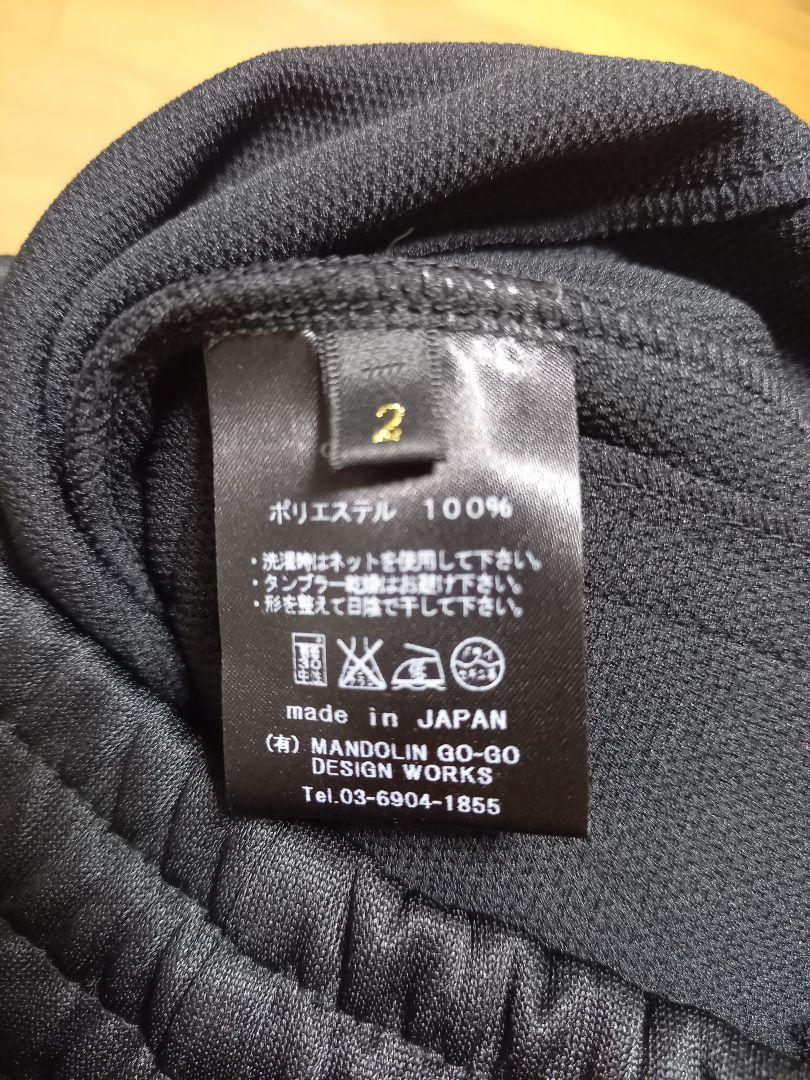 2
ポリエステル 100%
・洗濯時はネットを使用して下さい。
・タンブラー乾燥はお避け下さい。
・形を整えて日陰で干して下さい。
ドライ
made in JAPAN
(有) MANDOLIN GO-GO
DESIGN WORKS
Tel.03-6904-1855